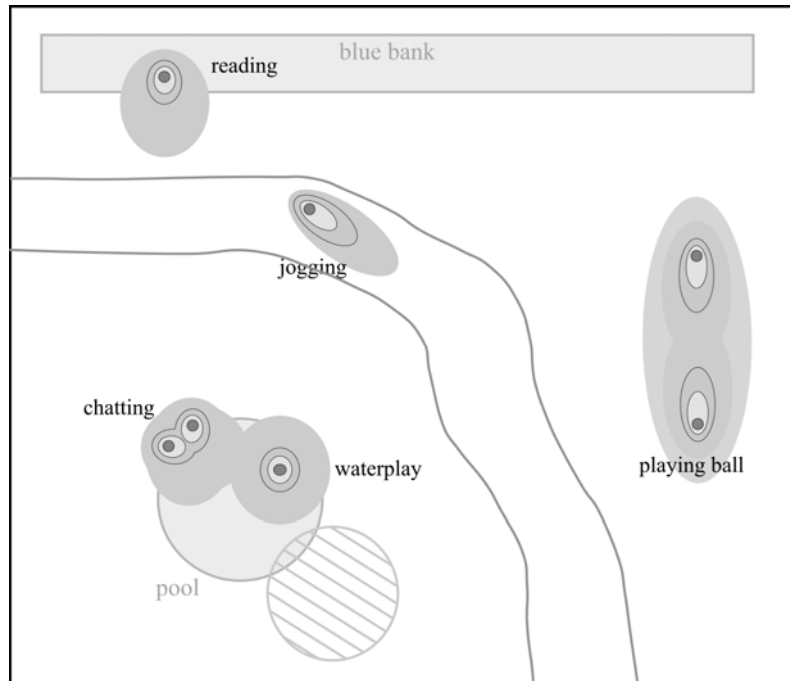 blue bank
reading
jogging
chatting
waterplay
playing ball
pool